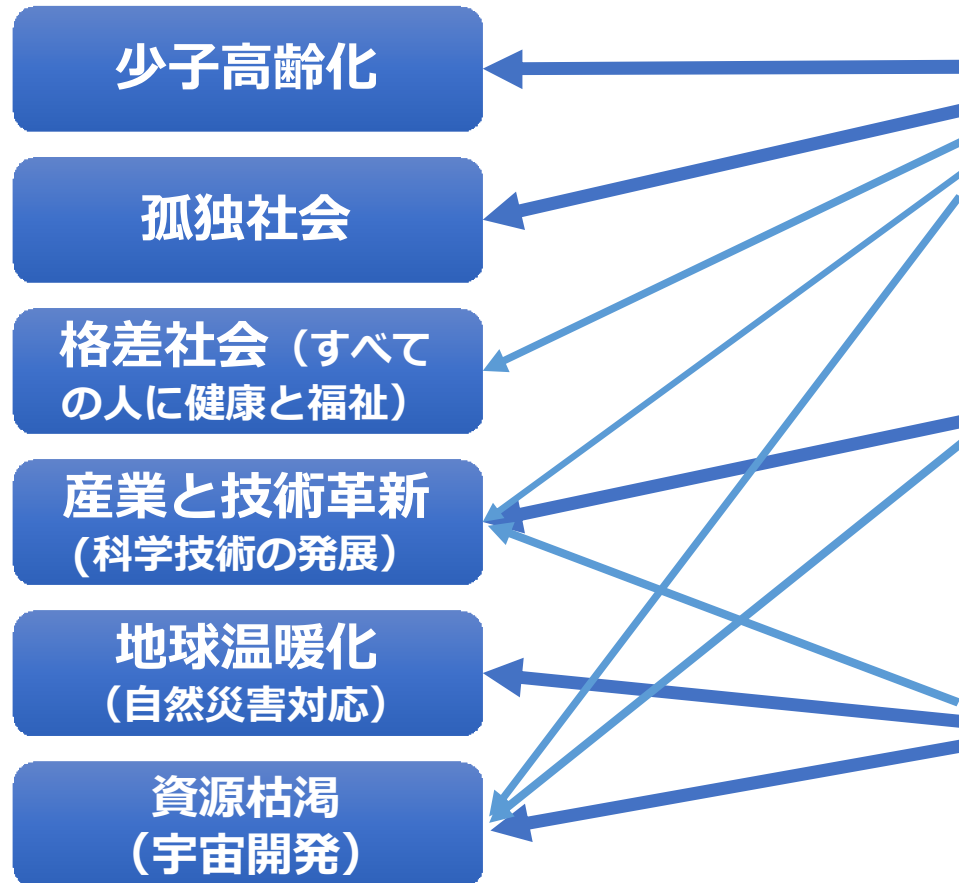 少子高齢化
孤独社会
格差社会（すべて
の人に健康と福祉）
産業と技術革新
(科学技術の発展）
地球温暖化
（自然災害対応）
資源枯渇
（宇宙開発）